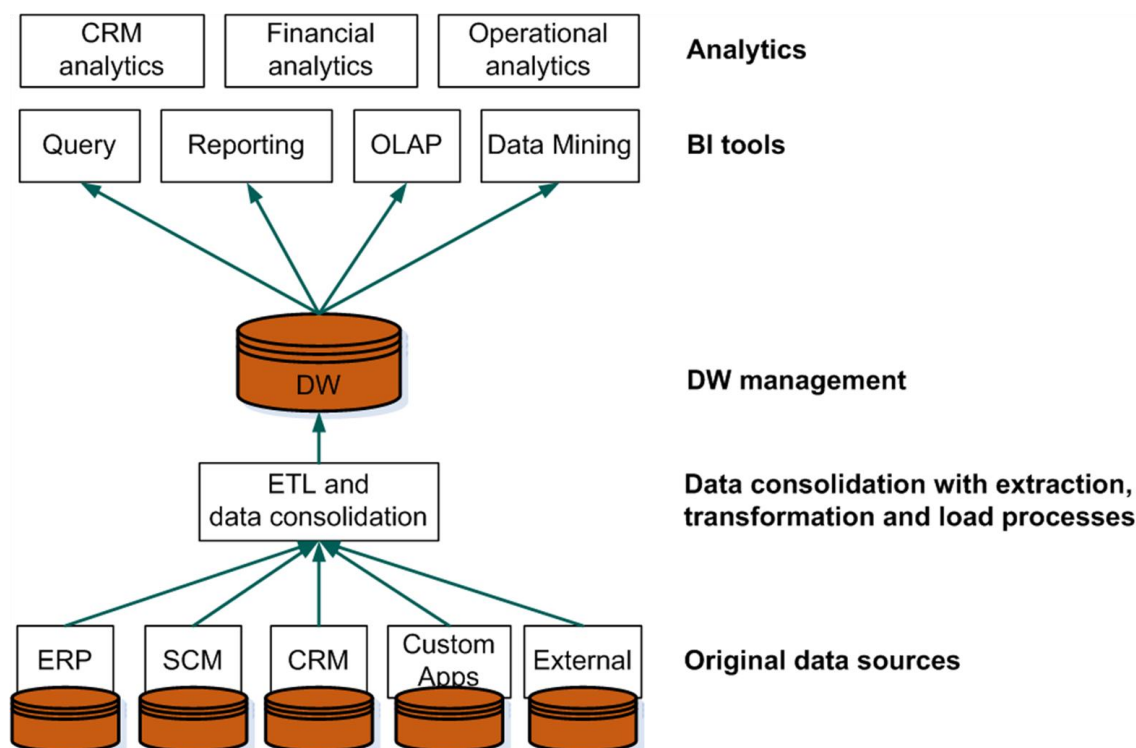 CRM
analytics
Financial
analytics
Operational
analytics
Analytics
Query
Reporting
OLAP
Data Mining
BI tools
DW
DW management
ETL and
data consolidation
Data consolidation with extraction,
transformation and load processes
ERP
SCM
CRM
Custom
Apps
External
Original data sources